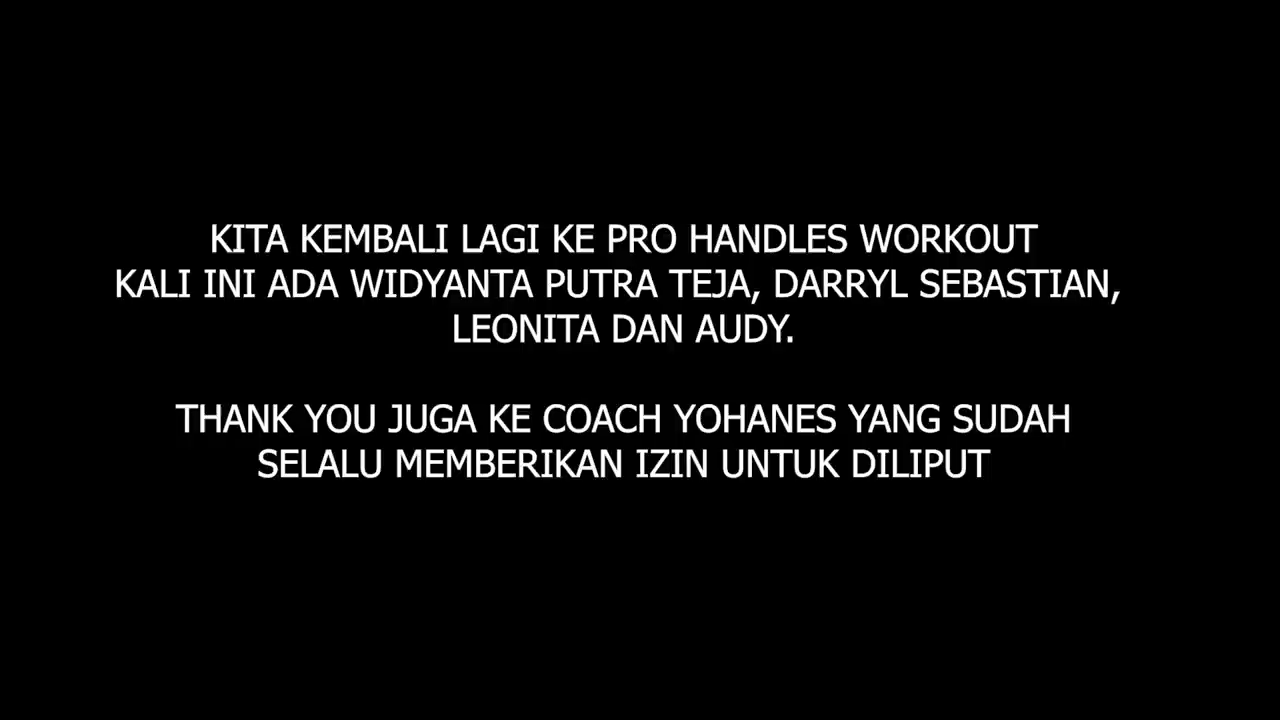 KITA KEMBALI LAGI KE PRO HANDLES WORKOUT
KALI INI ADA WIDYANTA PUTRA TEJA, DARRYL SEBASTIAN,
LEONITA DAN AUDY.
THANK YOU JUGA KE COACH YOHANES YANG SUDAH
SELALU MEMBERIKAN IZIN UNTUK DILIPUT